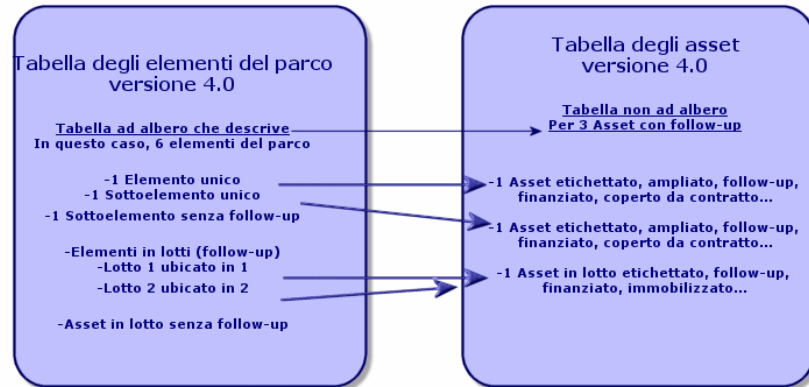 Tabella degli elementi del parco
versione 4.0
Tabella ad albero che descrive
In questo caso, 6 elementi del parco
-1 Elemento unico
-1 Sottoelemento unico
-1 Sottoelemento senza follow-up
-Elementi in lotti (follow-up)
-Lotto 1 ubicato in 1
-Lotto 2 ubicato in 2
-Asset in lotto senza follow-up
Tabella degli asset
versione 4.0
Tabella non ad albero
Per 3 Asset con follow-up
-1 Asset etichettato, ampliato, follow-up,
finanziato, coperto da contratto...
-1 Asset etichettato, ampliato, follow-up,
finanziato, coperto da contratto...
-1 Asset in lotto etichettato, follow-up,
finanziato, immobilizzato...